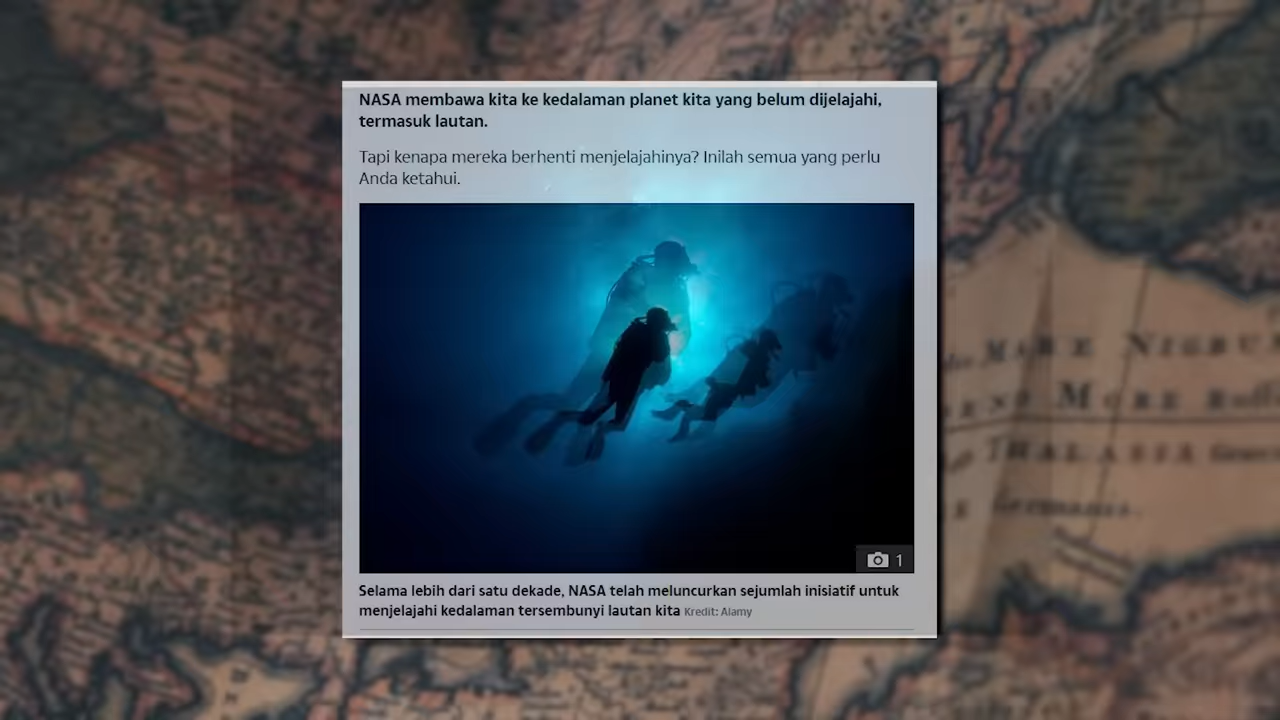 NASA membawa kita ke kedalaman planet kita yang belum dijelajahi,
termasuk lautan.
Tapi kenapa mereka berhenti menjelajahinya? Inilah semua yang perlu
Anda ketahui.
1
Selama lebih dari satu dekade, NASA telah meluncurkan sejumlah inisiatif untuk
menjelajahi kedalaman tersembunyi lautan kita Kredit: Alamy